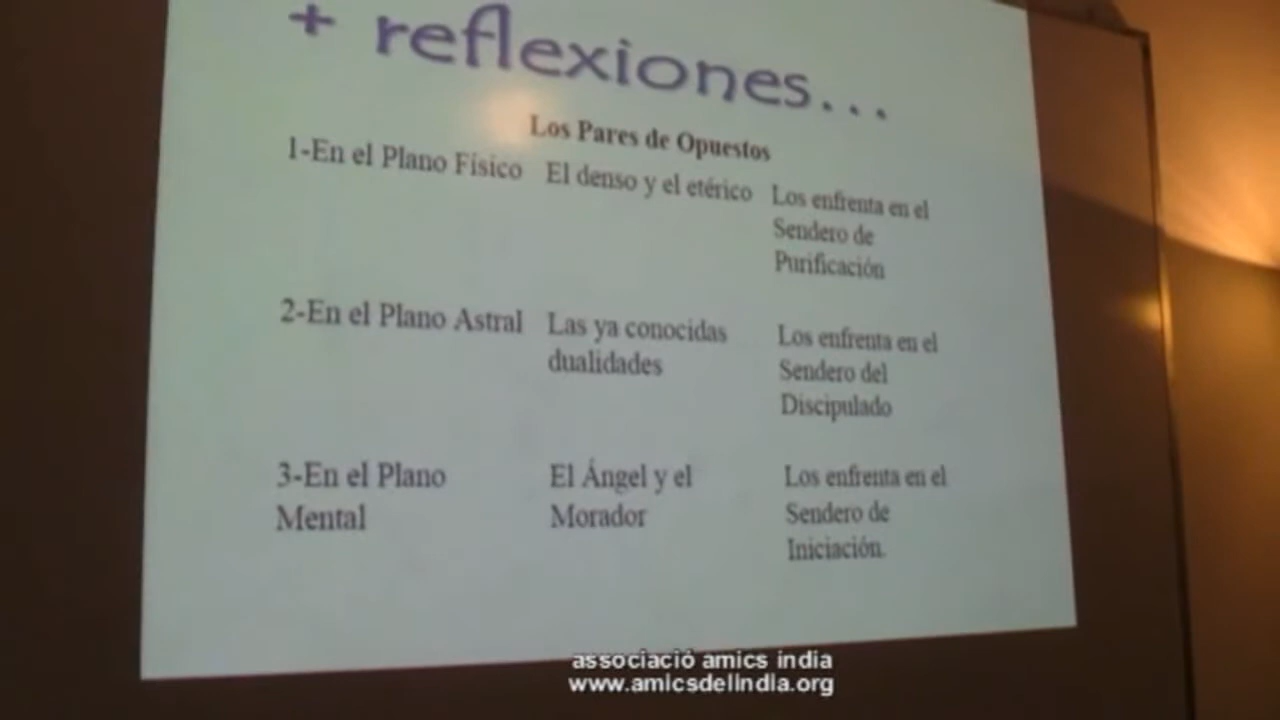 + reflexiones...
Los Pares de Opuestos
1-En el Plano Físico
El denso y el etérico
Los enfrenta en el
Sendero de
Purificación
2-En el Plano Astral
Las ya conocidas
dualidades
Los enfrenta en el
Sendero del
Discipulado
3-En el Plano
Mental
El Ángel y el
Morador
Los enfrenta en el
Sendero de
Iniciación.
associació amics india
www.amicsdelindia.org